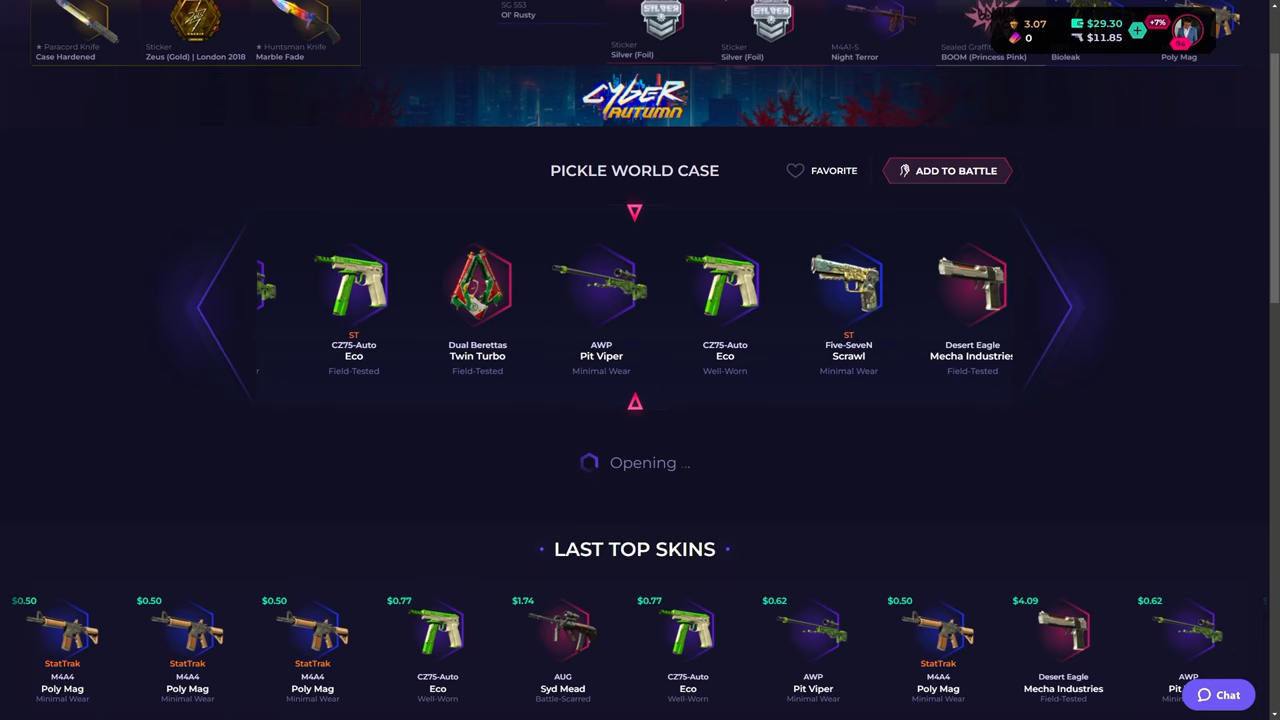 SG 553
Ol' Rusty
★ Paracord Knife
Case Hardened
Sticker
Zeus (Gold) | London 2018
★ Huntsman Knife
Marble Fade
Sticker
Silver (Foil)
Sticker
Silver (Foil)
M4A1-S
Night Terror
Sealed Graffiti
BOOM (Princess Pink)
Bioleak
Poly Mag
3.07
0
$29.30
$11.85
+7%
94
SILVER
SILVER
CYBER
AUTUMN
PICKLE WORLD CASE
FAVORITE
ADD TO BATTLE
ST
CZ75-Auto
Eco
Field-Tested
Dual Berettas
Twin Turbo
Field-Tested
AWP
Pit Viper
Minimal Wear
CZ75-Auto
Eco
Well-Worn
ST
Five-SeveN
Scrawl
Minimal Wear
Desert Eagle
Mecha Industries
Field-Tested
Opening ...
LAST TOP SKINS
$0.50
StatTrak
M4A4
Poly Mag
Minimal Wear
$0.50
StatTrak
M4A4
Poly Mag
Minimal Wear
$0.50
StatTrak
M4A4
Poly Mag
Minimal Wear
$0.77
CZ75-Auto
Eco
Well-Worn
$1.74
AUG
Syd Mead
Battle-Scarred
$0.77
CZ75-Auto
Eco
Well-Worn
$0.62
AWP
Pit Viper
Minimal Wear
$0.50
StatTrak
M4A4
Poly Mag
Minimal Wear
$4.09
Desert Eagle
Mecha Industries
Field-Tested
$0.62
AWP
Chat